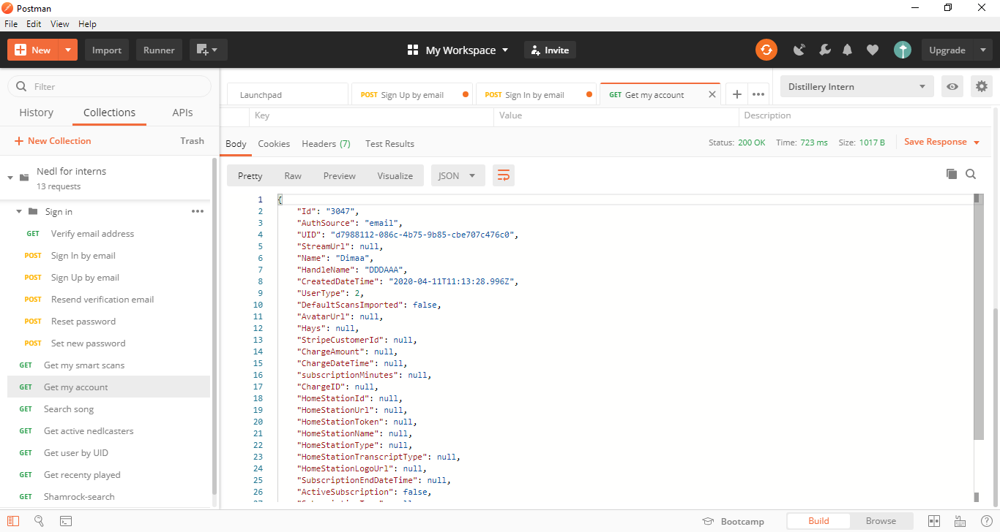 Postman
File Edit View Help
New Import Runner My Workspace Invite Upgrade
Filter
History Collections APIs
New Collection Trash
Nedl for interns
13 requests
Sign in
GET Verify email address
POST Sign In by email
POST Sign Up by email
POST Resend verification email
POST Reset password
POST Set new password
GET Get my smart scans
GET Get my account
GET Search song
GET Get active nedlcasters
GET Get user by UID
GET Get recenty played
GET Shamrock-search
Launchpad POST Sign Up by email POST Sign In by email GET Get my account Distillery Intern
Key Value Description
Body Cookies Headers (7) Test Results Status: 200 OK Time: 723 ms Size: 1017 B Save Response
Pretty Raw Preview Visualize JSON
1 {
2 "Id": "3047",
3 "AuthSource": "email",
4 "UID": "d7988112-086c-4b75-9b85-cbe707c476c0",
5 "StreamUrl": null,
6 "Name": "Dimaa",
7 "HandleName": "DDDAAA",
8 "CreatedDateTime": "2020-04-11T11:13:28.996Z",
9 "UserType": 2,
10 "DefaultScansImported": false,
11 "AvatarUrl": null,
12 "Hays": null,
13 "StripeCustomerId": null,
14 "ChargeAmount": null,
15 "ChargeDateTime": null,
16 "subscriptionMinutes": null,
17 "ChargeID": null,
18 "HomeStationId": null,
19 "HomeStationUrl": null,
20 "HomeStationToken": null,
21 "HomeStationName": null,
22 "HomeStationType": null,
23 "HomeStationTranscriptType": null,
24 "HomeStationLogoUrl": null,
25 "SubscriptionEndDateTime": null,
26 "ActiveSubscription": false,
Bootcamp Build Browse